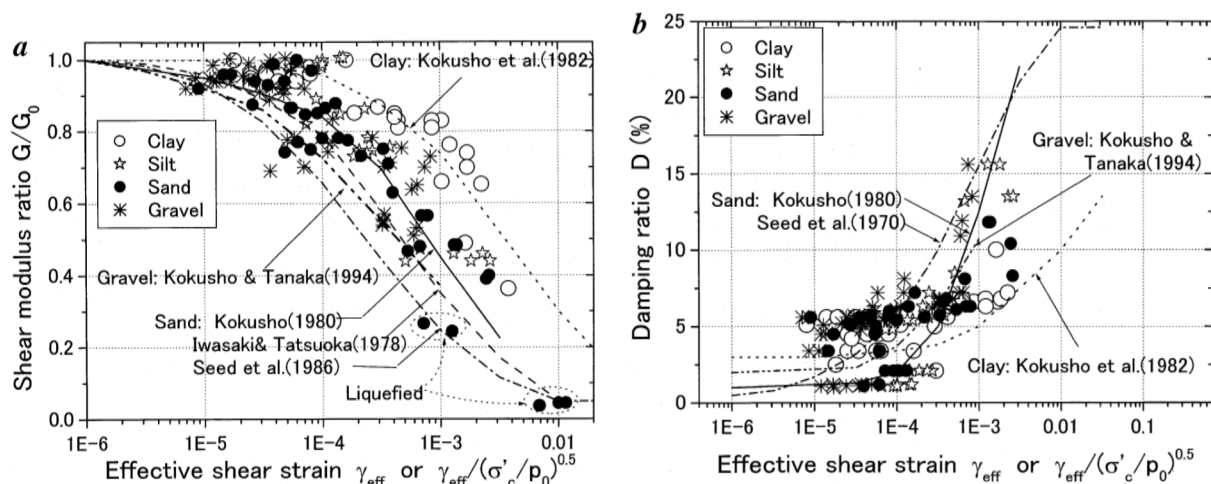 a
Shear modulus ratio G/G₀
1.0
0.8
0.6
0.4
0.2
0.0
Clay: Kokusho et al.(1982)
Clay
Silt
Sand
Gravel
Gravel: Kokusho & Tanaka(1994)
Sand: Kokusho(1980)
Iwasaki& Tatsuoka(1978)
Seed et al.(1986)
Liquefied
1E-6 1E-5 1E-4 1E-3 0.01
Effective shear strain γeff or γeff/(σ'c/p₀)^0.5
b
Damping ratio D (%)
25
20
15
10
5
0
Clay
Silt
Sand
Gravel
Gravel: Kokusho &
Tanaka(1994)
Sand: Kokusho(1980)
Seed et al.(1970)
Clay: Kokusho et al.(1982)
1E-6 1E-5 1E-4 1E-3 0.01 0.1
Effective shear strain γeff or γeff/(σ'c/p₀)^0.5